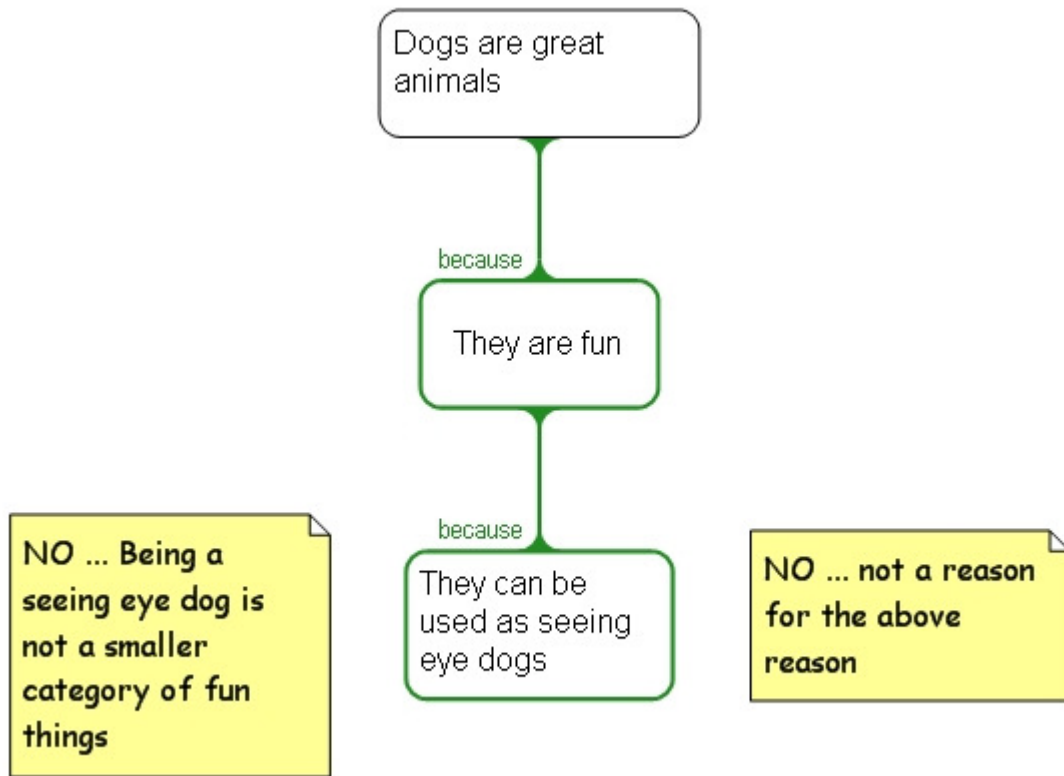 Dogs are great
animals
because
They are fun
because
NO ... Being a
seeing eye dog is
not a smaller
category of fun
things
They can be
used as seeing
eye dogs
NO ... not a reason
for the above
reason